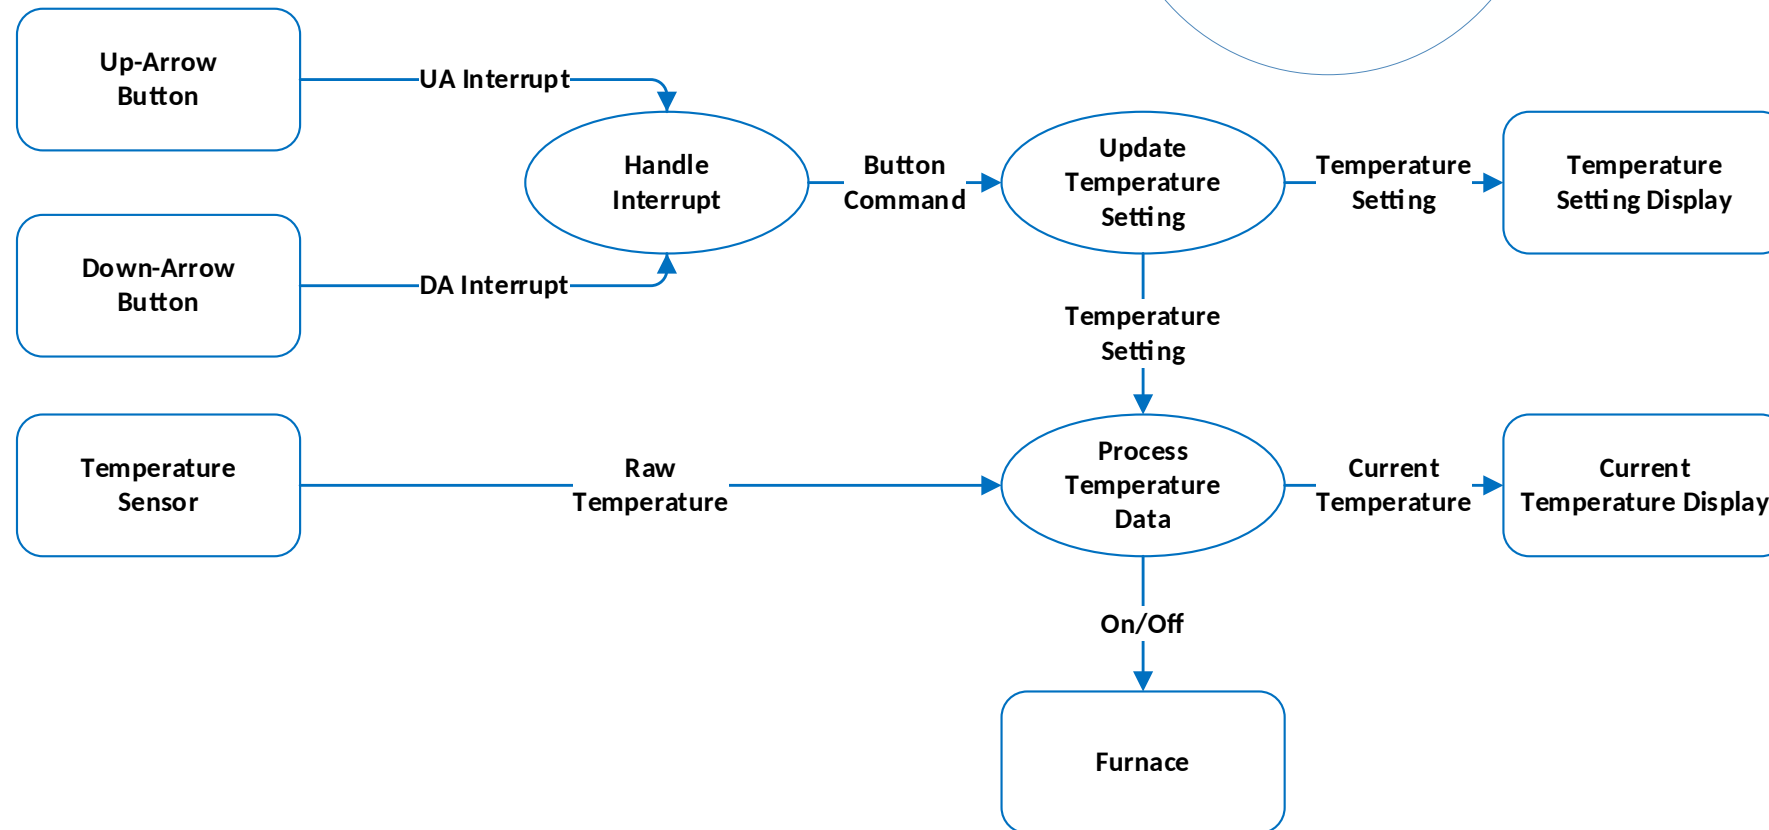 Up-Arrow
Button
UA Interrupt
Handle
Interrupt
Button
Command
Update
Temperature
Setting
Temperature
Setting
Temperature
Setting Display
Down-Arrow
Button
DA Interrupt
Temperature
Setting
Temperature
Sensor
Raw
Temperature
Process
Temperature
Data
Current
Temperature
Current
Temperature Display
On/Off
Furnace